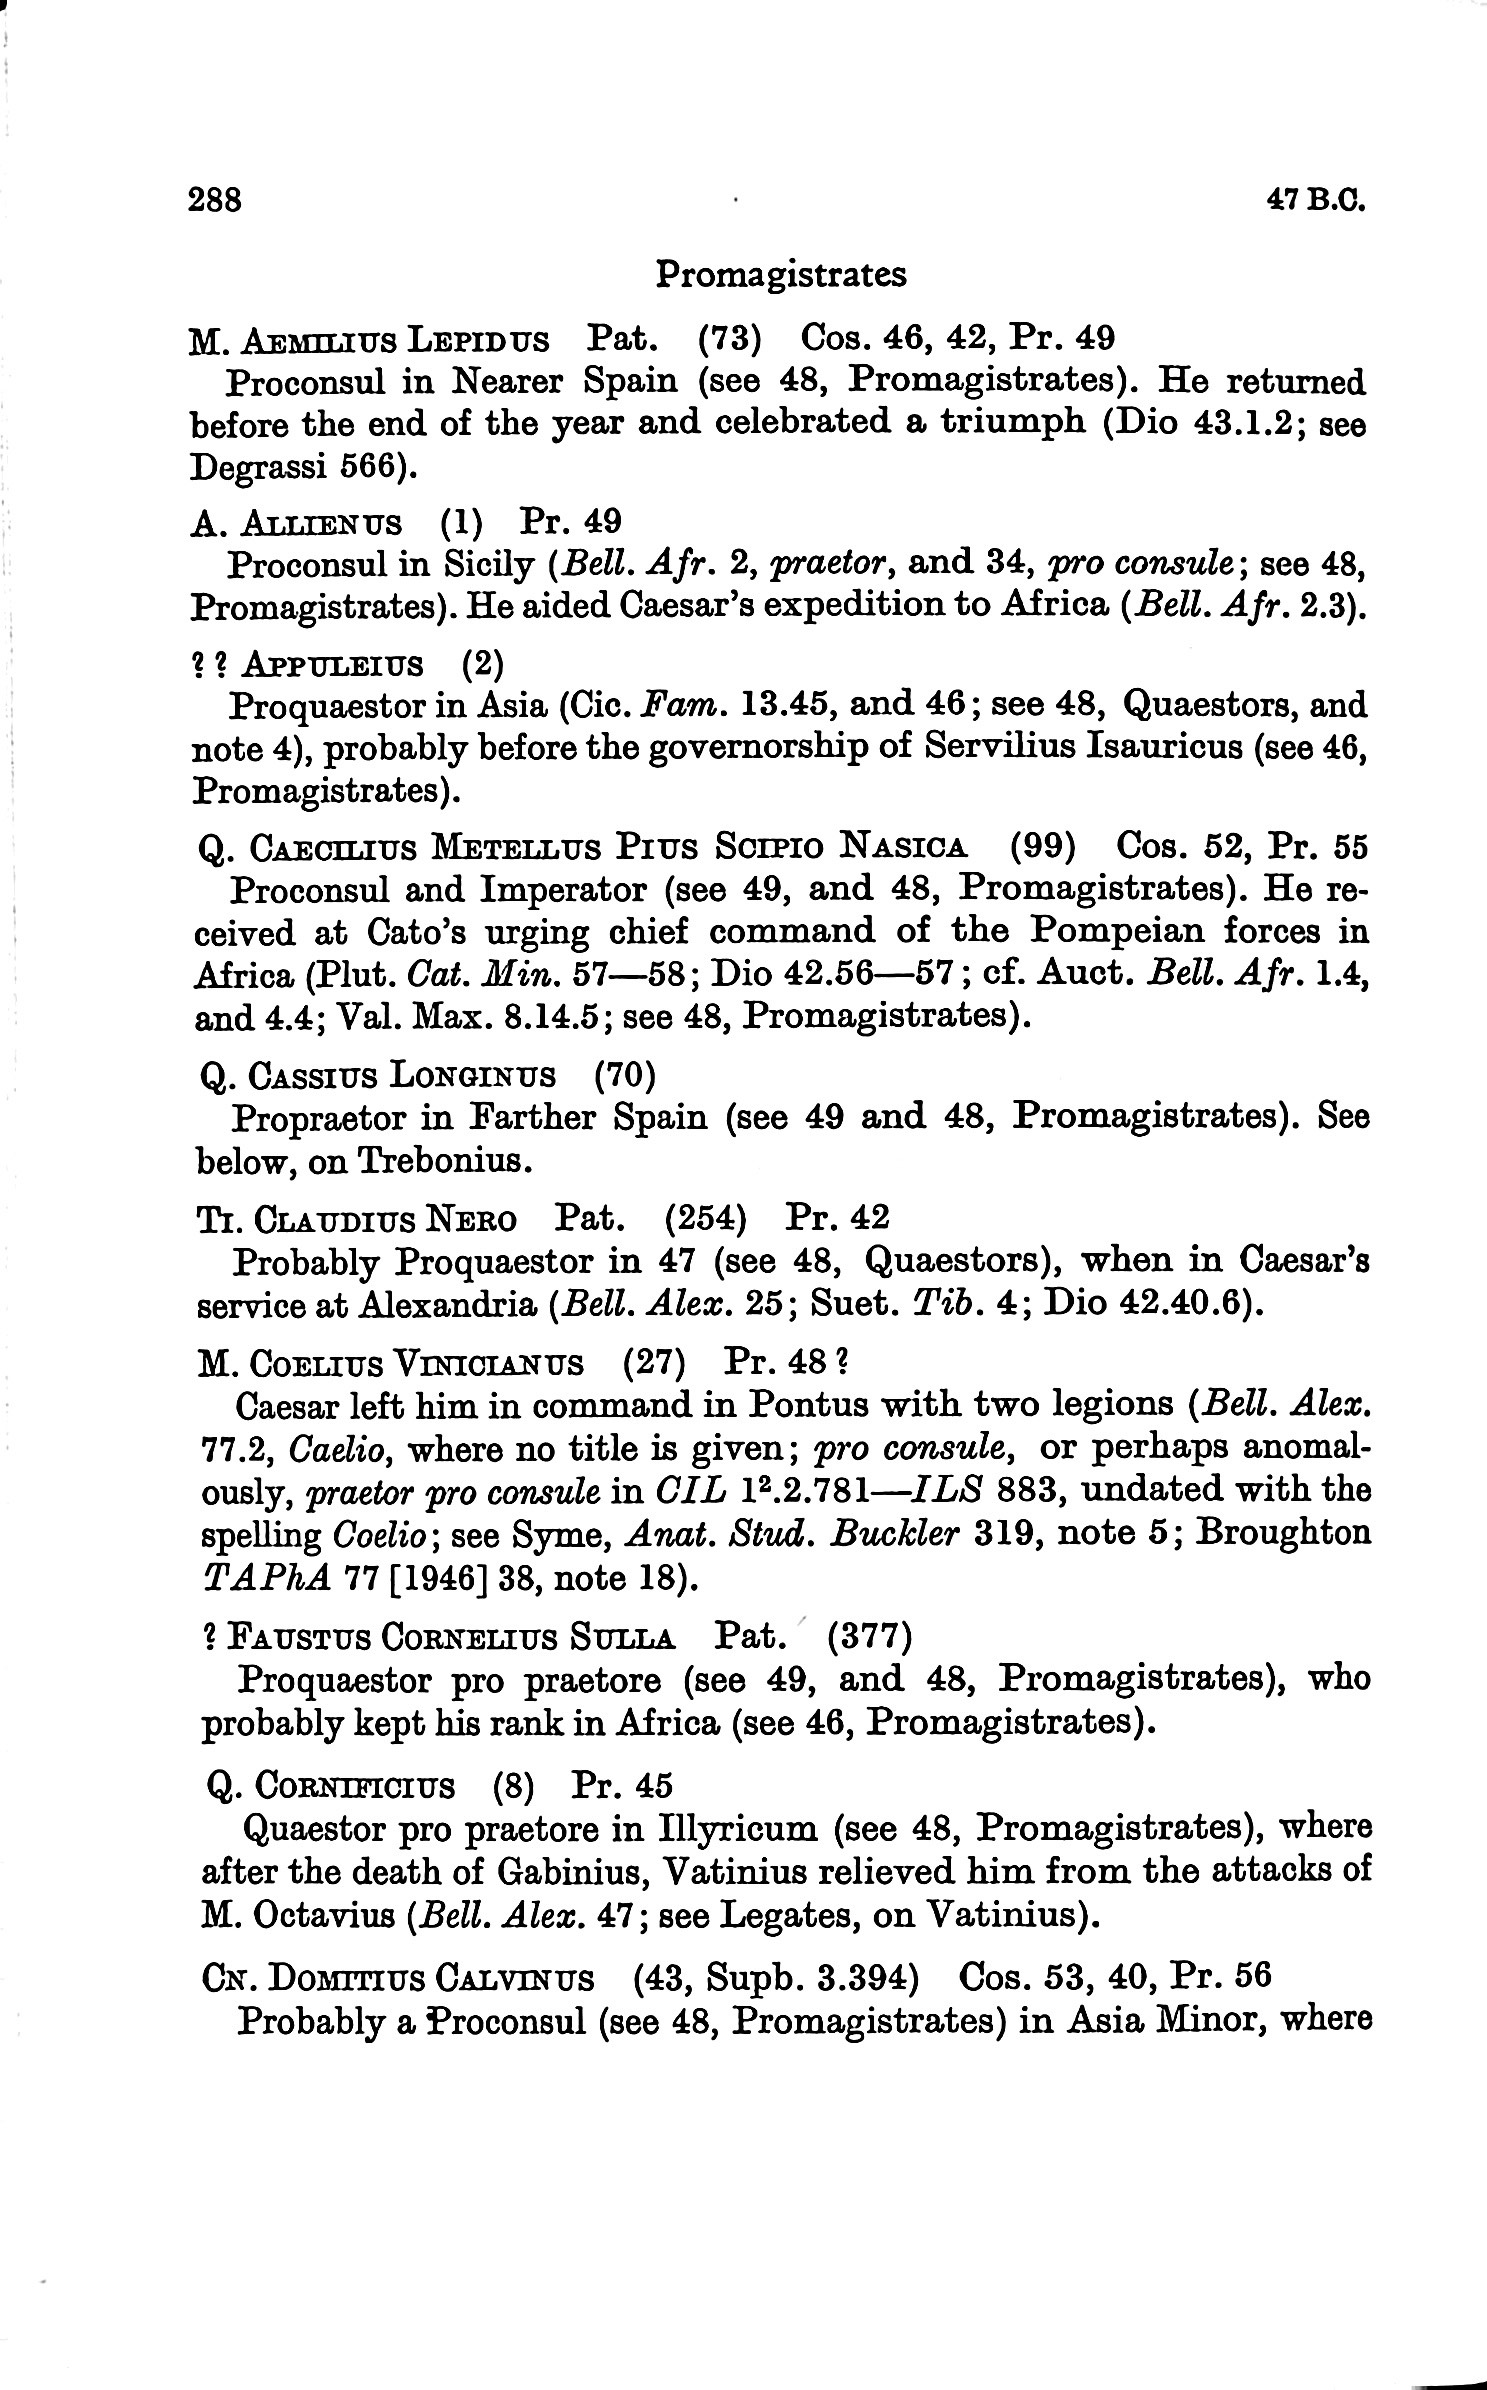 288 47 B.C.
Promagistrates
M. AEMILIUS LEPIDUS Pat. (73) Cos. 46, 42, Pr. 49
Proconsul in Nearer Spain (see 48, Promagistrates). He returned
before the end of the year and celebrated a triumph (Dio 43.1.2; see
Degrassi 566).
A. ALLIENUS (1) Pr. 49
Proconsul in Sicily (Bell. Afr. 2, praetor, and 34, pro consule; see 48,
Promagistrates). He aided Caesar's expedition to Africa (Bell. Afr. 2.3).
? ? APPULEIUS (2)
Proquaestor in Asia (Cic. Fam. 13.45, and 46; see 48, Quaestors, and
note 4), probably before the governorship of Servilius Isauricus (see 46,
Promagistrates).
Q. CAECILIUS METELLUS PIUS SCIPIO NASICA (99) Cos. 52, Pr. 55
Proconsul and Imperator (see 49, and 48, Promagistrates). He re-
ceived at Cato's urging chief command of the Pompeian forces in
Africa (Plut. Cat. Min. 57—58; Dio 42.56—57; cf. Auct. Bell. Afr. 1.4,
and 4.4; Val. Max. 8.14.5; see 48, Promagistrates).
Q. CASSIUS LONGINUS (70)
Propraetor in Farther Spain (see 49 and 48, Promagistrates). See
below, on Trebonius.
TI. CLAUDIUS NERO Pat. (254) Pr. 42
Probably Proquaestor in 47 (see 48, Quaestors), when in Caesar's
service at Alexandria (Bell. Alex. 25; Suet. Tib. 4; Dio 42.40.6).
M. COELIUS VINICIANUS (27) Pr. 48 ?
Caesar left him in command in Pontus with two legions (Bell. Alex.
77.2, Caelio, where no title is given; pro consule, or perhaps anomal-
ously, praetor pro consule in CIL 1².2.781—ILS 883, undated with the
spelling Coelio; see Syme, Anat. Stud. Buckler 319, note 5; Broughton
TAPhA 77 [1946] 38, note 18).
? FAUSTUS CORNELIUS SULLA Pat. (377)
Proquaestor pro praetore (see 49, and 48, Promagistrates), who
probably kept his rank in Africa (see 46, Promagistrates).
Q. CORNIFICIUS (8) Pr. 45
Quaestor pro praetore in Illyricum (see 48, Promagistrates), where
after the death of Gabinius, Vatinius relieved him from the attacks of
M. Octavius (Bell. Alex. 47; see Legates, on Vatinius).
CN. DOMITIUS CALVINUS (43, Supb. 3.394) Cos. 53, 40, Pr. 56
Probably a Proconsul (see 48, Promagistrates) in Asia Minor, where